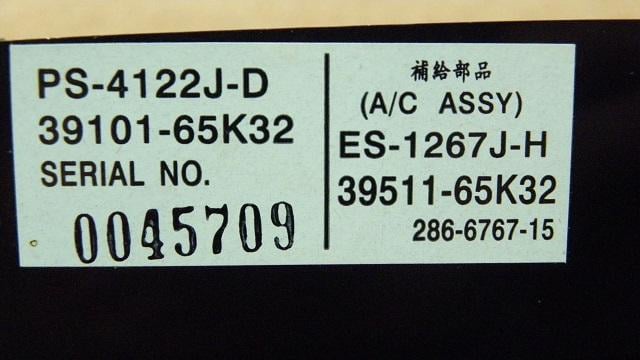 PS-4122J-D
39101-65K32
SERIAL NO.
0045709
補給部品
(A/C ASSY)
ES-1267J-H
39511-65K32
286-6767-15